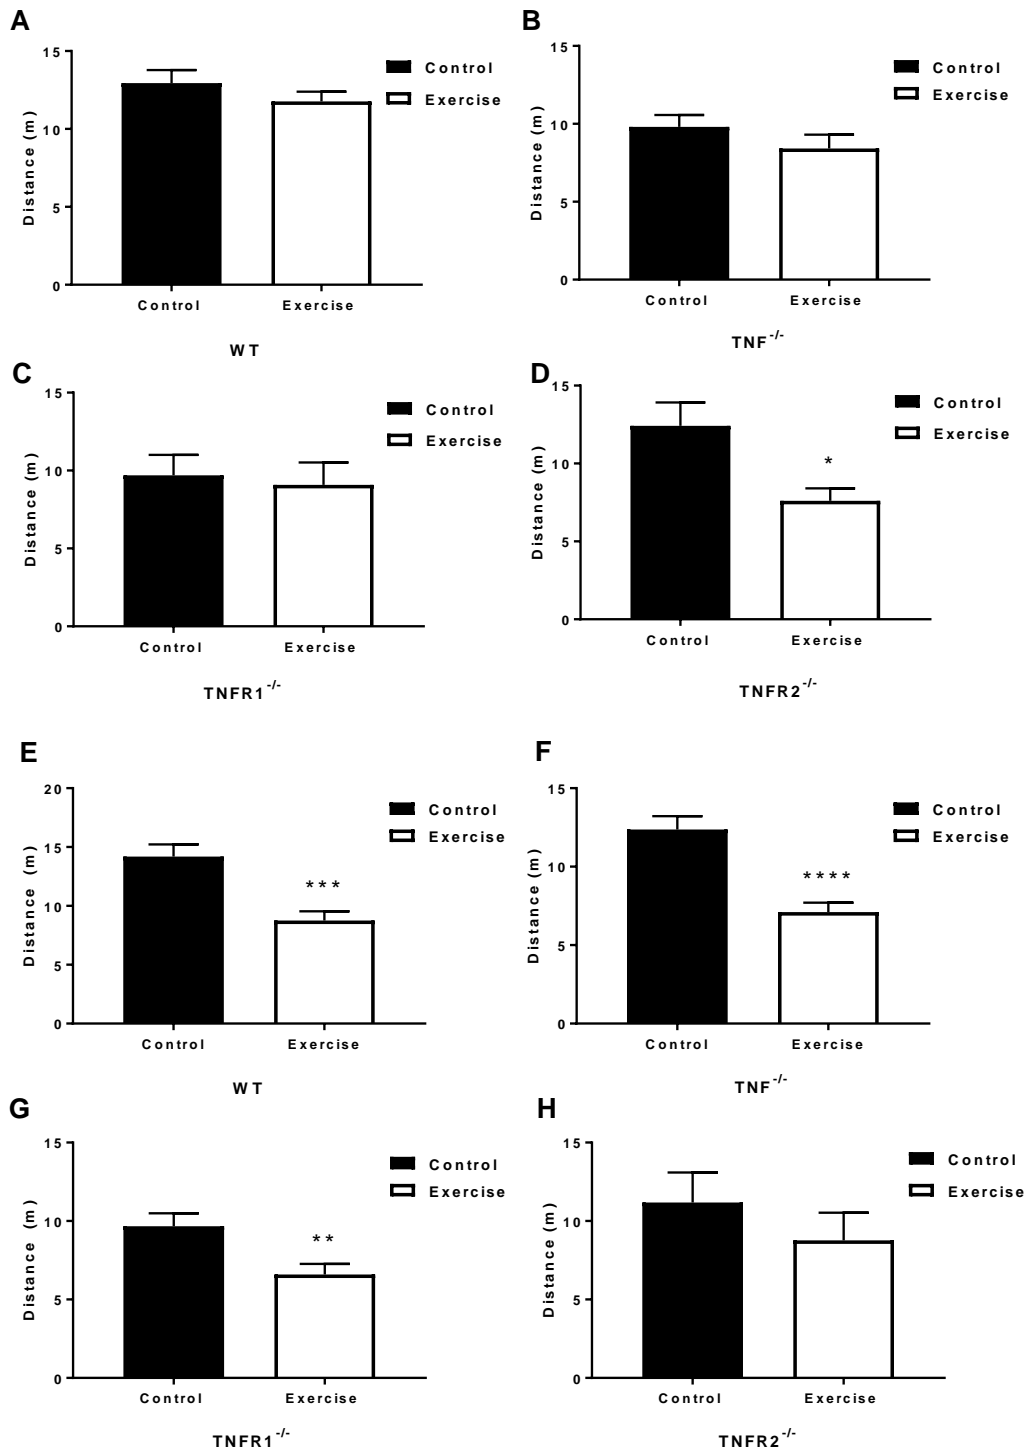 A
Distance (m)
15
10
5
0
Control
Exercise
Control
Exercise
WT
B
Distance (m)
15
10
5
0
Control
Exercise
Control
Exercise
TNF-/-
C
Distance (m)
15
10
5
0
Control
Exercise
Control
Exercise
TNFR1-/-
D
Distance (m)
15
10
5
0
Control
Exercise
*
Control
Exercise
TNFR2-/-
E
Distance (m)
20
15
10
5
0
Control
Exercise
***
Control
Exercise
WT
F
Distance (m)
15
10
5
0
Control
Exercise
****
Control
Exercise
TNF-/-
G
Distance (m)
15
10
5
0
Control
Exercise
**
Control
Exercise
TNFR1-/-
H
Distance (m)
15
10
5
0
Control
Exercise
Control
Exercise
TNFR2-/-